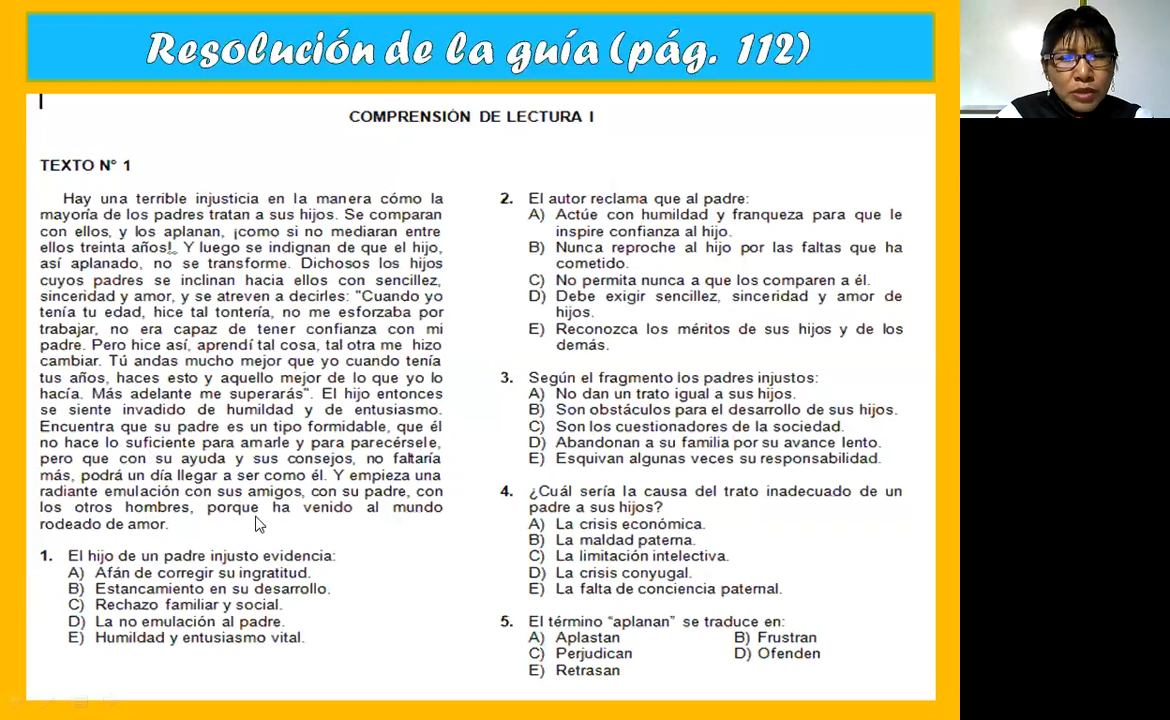 Resolución de la guía (pág. 112)
COMPRENSIÓN DE LECTURA I
TEXTO Nº 1
Hay una terrible injusticia en la manera cómo la
mayoría de los padres tratan a sus hijos. Se comparan
con ellos, y los aplanan, ¡como si no mediaran entre
ellos treinta años!. Y luego se indignan de que el hijo,
así aplanado, no se transforme. Dichosos los hijos
cuyos padres se inclinan hacia ellos con sencillez,
sinceridad y amor, y se atreven a decirles: "Cuando yo
tenía tu edad, hice tal tontería, no me esforzaba por
trabajar, no era capaz de tener confianza con mi
padre. Pero hice así, aprendí tal cosa, tal otra me hizo
cambiar. Tú andas mucho mejor que yo cuando tenía
tus años, haces esto y aquello mejor de lo que yo lo
hacía. Más adelante me superarás". El hijo entonces
se siente invadido de humildad y de entusiasmo.
Encuentra que su padre es un tipo formidable, que él
no hace lo suficiente para amarle y para parecérsele,
pero que con su ayuda y sus consejos, no faltaría
más, podrá un día llegar a ser como él. Y empieza una
radiante emulación con sus amigos, con su padre, con
los otros hombres, porque ha venido al mundo
rodeado de amor.
1. El hijo de un padre injusto evidencia:
A) Afán de corregir su ingratitud.
B) Estancamiento en su desarrollo.
C) Rechazo familiar y social.
D) La no emulación al padre.
E) Humildad y entusiasmo vital.
2. El autor reclama que al padre:
A) Actúe con humildad y franqueza para que le
inspire confianza al hijo.
B) Nunca reproche al hijo por las faltas que ha
cometido.
C) No permita nunca a que los comparen a él.
D) Debe exigir sencillez, sinceridad y amor de
hijos.
E) Reconozca los méritos de sus hijos y de los
demás.
3. Según el fragmento los padres injustos:
A) No dan un trato igual a sus hijos.
B) Son obstáculos para el desarrollo de sus hijos.
C) Son los cuestionadores de la sociedad.
D) Abandonan a su familia por su avance lento.
E) Esquivan algunas veces su responsabilidad.
4. ¿Cuál sería la causa del trato inadecuado de un
padre a sus hijos?
A) La crisis económica.
B) La maldad paterna.
C) La limitación intelectiva.
D) La crisis conyugal.
E) La falta de conciencia paternal.
5. El término "aplanan" se traduce en:
A) Aplastan B) Frustran
C) Perjudican D) Ofenden
E) Retrasan